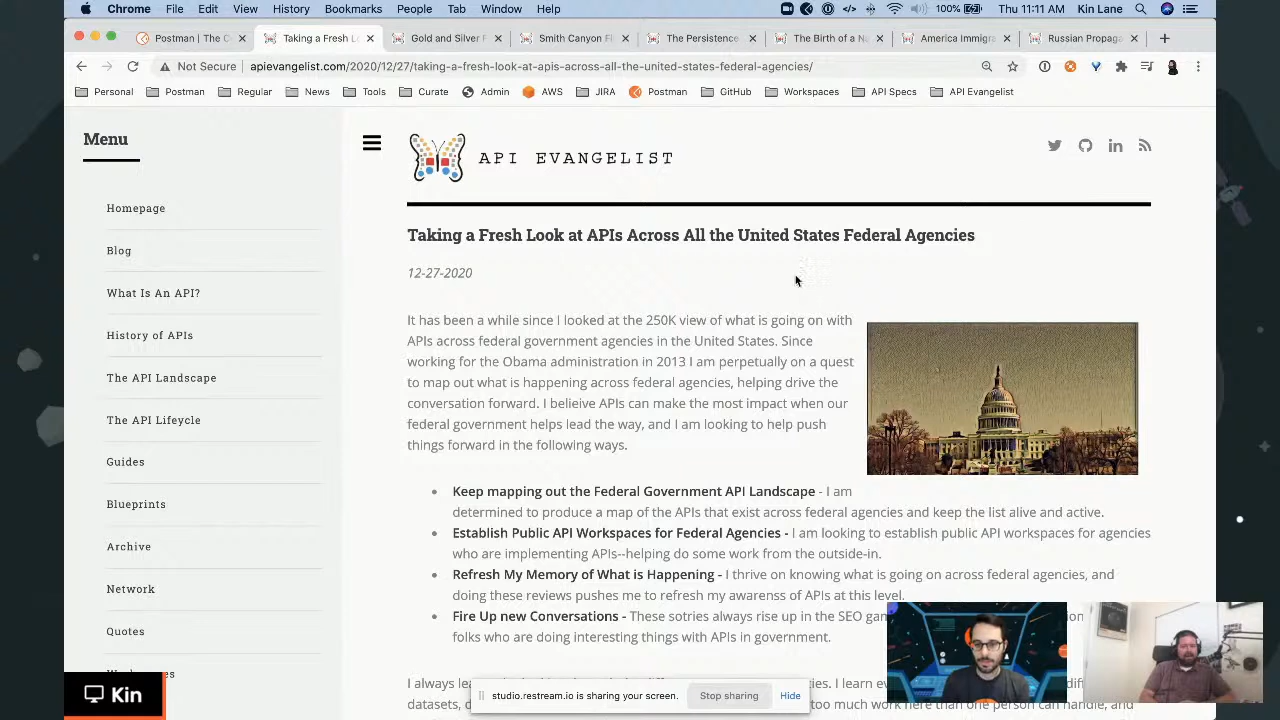 Chrome File Edit View History Bookmarks People Tab Window Help 100% Thu 11:11 AM Kin Lane
Postman | The C Taking a Fresh Lo Gold and Silver F Smith Canyon Fl The Persistence The Birth of a Na America Immigra Russian Propaga
Not Secure apievangelist.com/2020/12/27/taking-a-fresh-look-at-apis-across-all-the-united-states-federal-agencies/
Personal Postman Regular News Tools Curate Admin AWS JIRA Postman GitHub Workspaces API Specs API Evangelist
Menu
Homepage
Blog
What Is An API?
History of APIs
The API Landscape
The API Lifeycle
Guides
Blueprints
Archive
Network
Quotes
API EVANGELIST
Taking a Fresh Look at APIs Across All the United States Federal Agencies
12-27-2020
It has been a while since I looked at the 250K view of what is going on with
APIs across federal government agencies in the United States. Since
working for the Obama administration in 2013 I am perpetually on a quest
to map out what is happening across federal agencies, helping drive the
conversation forward. I belieive APIs can make the most impact when our
federal government helps lead the way, and I am looking to help push
things forward in the following ways.
Keep mapping out the Federal Government API Landscape - I am
determined to produce a map of the APIs that exist across federal agencies and keep the list alive and active.
Establish Public API Workspaces for Federal Agencies - I am looking to establish public API workspaces for agencies
who are implementing APIs--helping do some work from the outside-in.
Refresh My Memory of What is Happening - I thrive on knowing what is going on across federal agencies, and
doing these reviews pushes me to refresh my awarenss of APIs at this level.
Fire Up new Conversations - These sotries always rise up in the SEO
folks who are doing interesting things with APIs in government.
I always
datasets, too much work here than one person can handle, and
studio.restream.io is sharing your screen. Stop sharing Hide
Kin